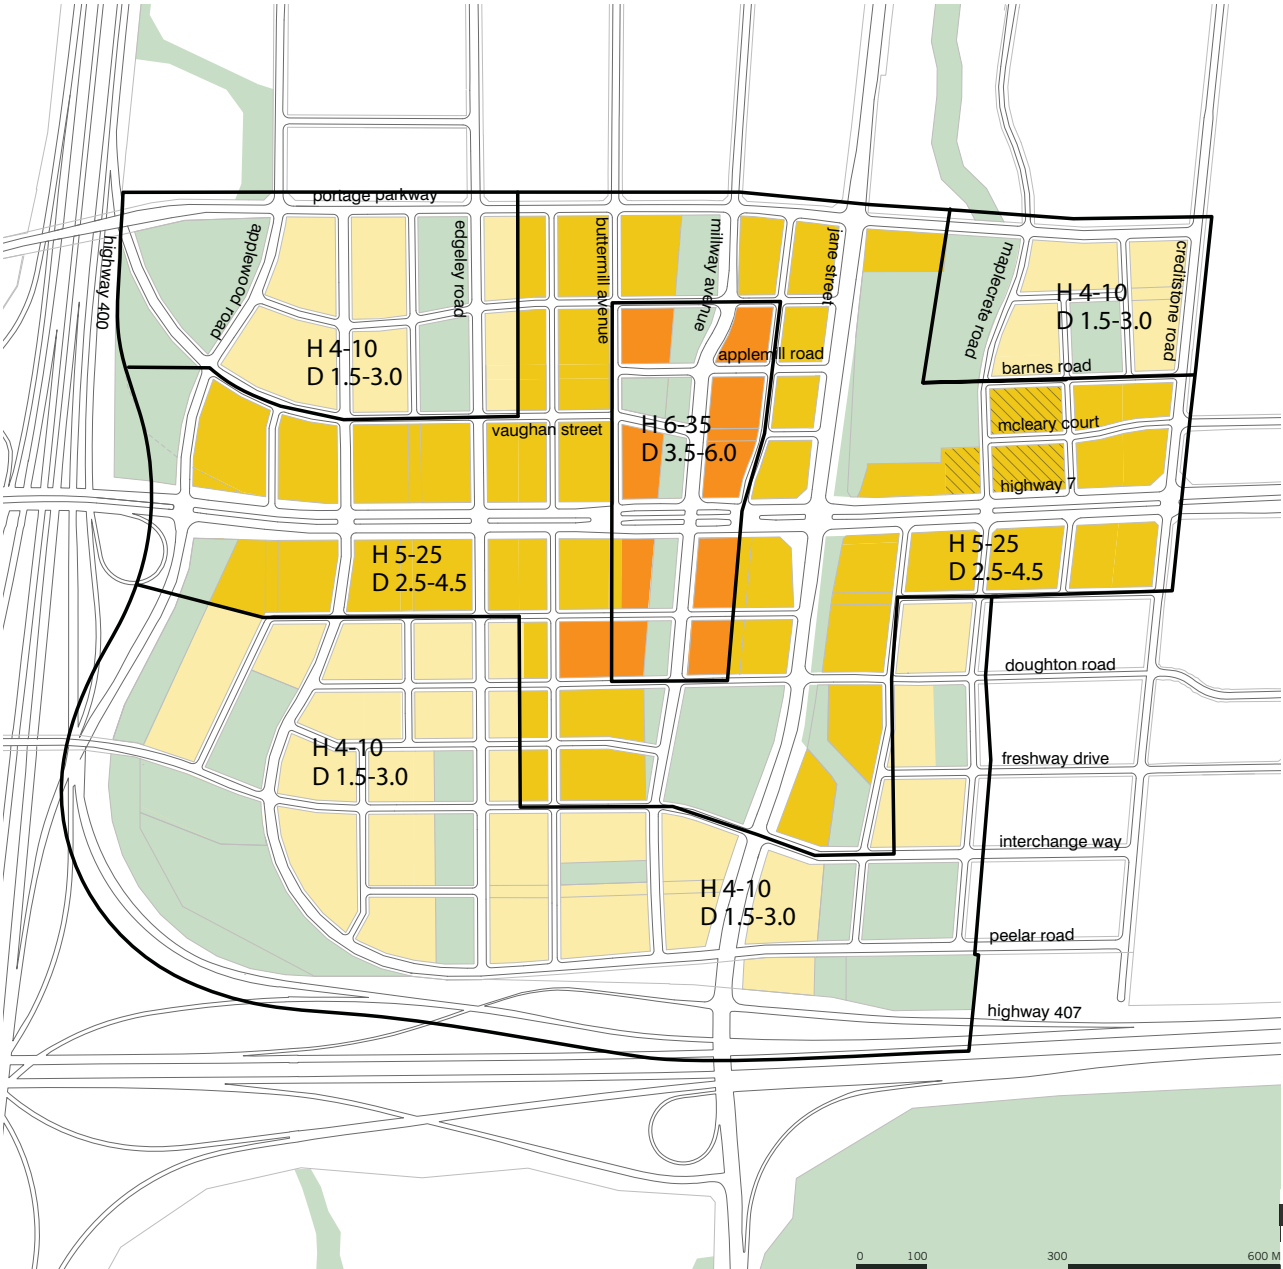 portage parkway
highway 400
applewood road
edgeley road
buttermill avenue
millway avenue
jane street
maplecrete road
creditstone road
H 4-10
D 1.5-3.0
H 4-10
D 1.5-3.0
applemill road
barnes road
vaughan street
H 6-35
D 3.5-6.0
mcleary court
highway 7
H 5-25
D 2.5-4.5
H 5-25
D 2.5-4.5
doughton road
H 4-10
D 1.5-3.0
freshway drive
interchange way
H 4-10
D 1.5-3.0
peelar road
highway 407
0 100 300 600 M